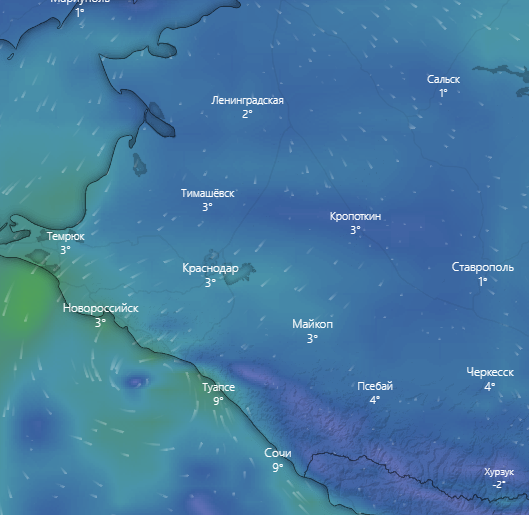 Мариуполь
1°
Сальск
1°
Ленинградская
2°
Тимашёвск
3°
Кропоткин
3°
Темрюк
3°
Краснодар
3°
Ставрополь
1°
Новороссийск
3°
Майкоп
3°
Черкесск
4°
Туапсе
9°
Псебай
4°
Сочи
9°
Хурзук
-2°